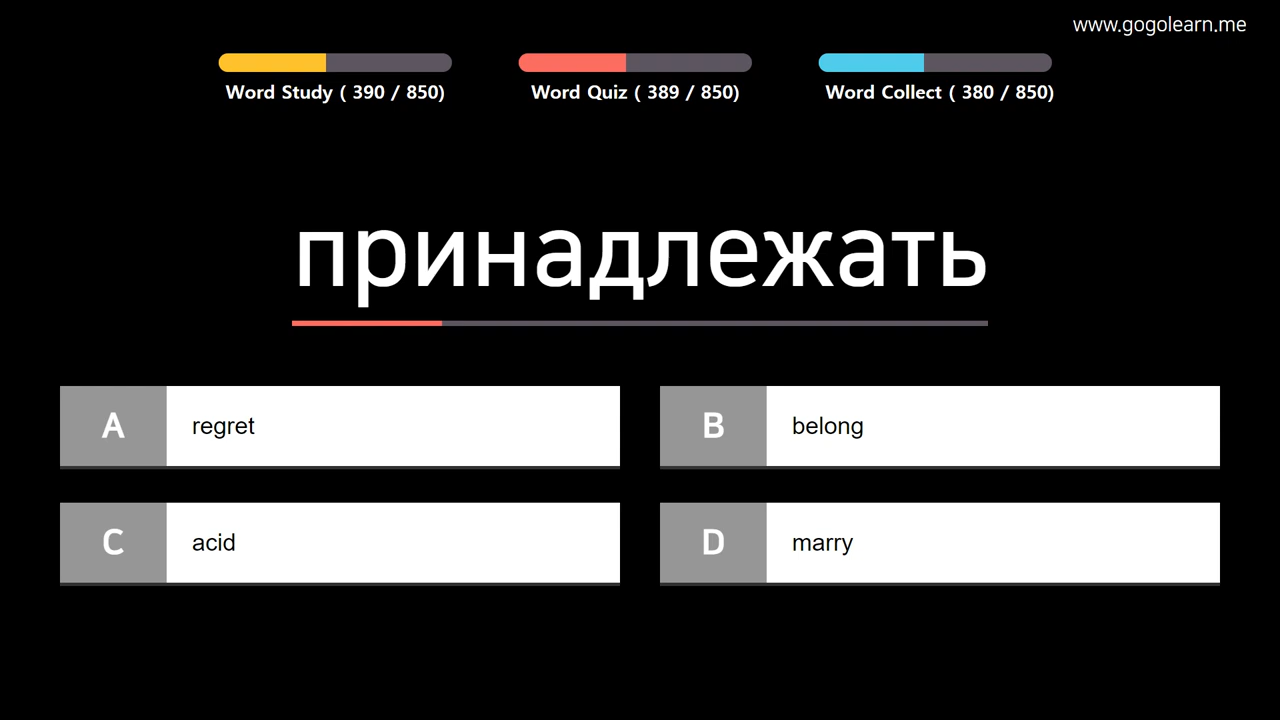 www.gogolearn.me
Word Study ( 390 / 850) Word Quiz ( 389 / 850) Word Collect ( 380 / 850)
принадлежать
A regret B belong
C acid D marry